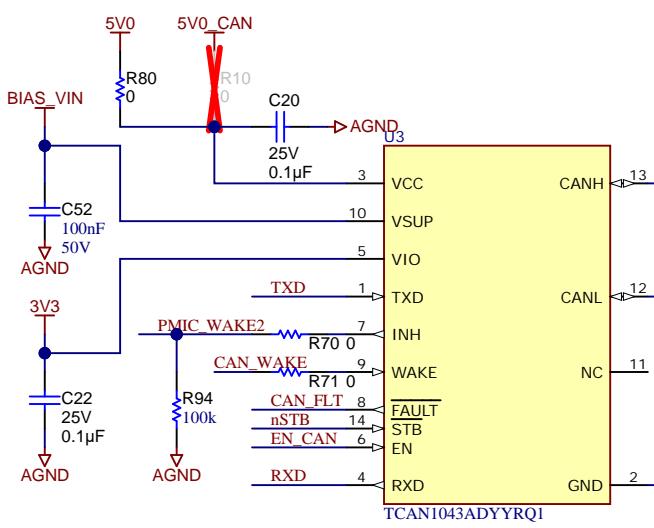 5V0
5V0_CAN
R80
0
R10
0
BIAS_VIN
C20
AGND
25V
0.1µF
U3
C52
100nF
50V
AGND
3 VCC
CANH 13
10 VSUP
5 VIO
3V3
TXD 1 TXD
CANL 12
PMIC_WAKE2 R70 0 7 INH
CAN_WAKE R71 0 9 WAKE
NC 11
C22
25V
0.1µF
R94
100k
CAN_FLT 8 FAULT
nSTB 14 STB
EN_CAN 6 EN
AGND
AGND
RXD 4 RXD
GND 2
TCAN1043ADYYRQ1